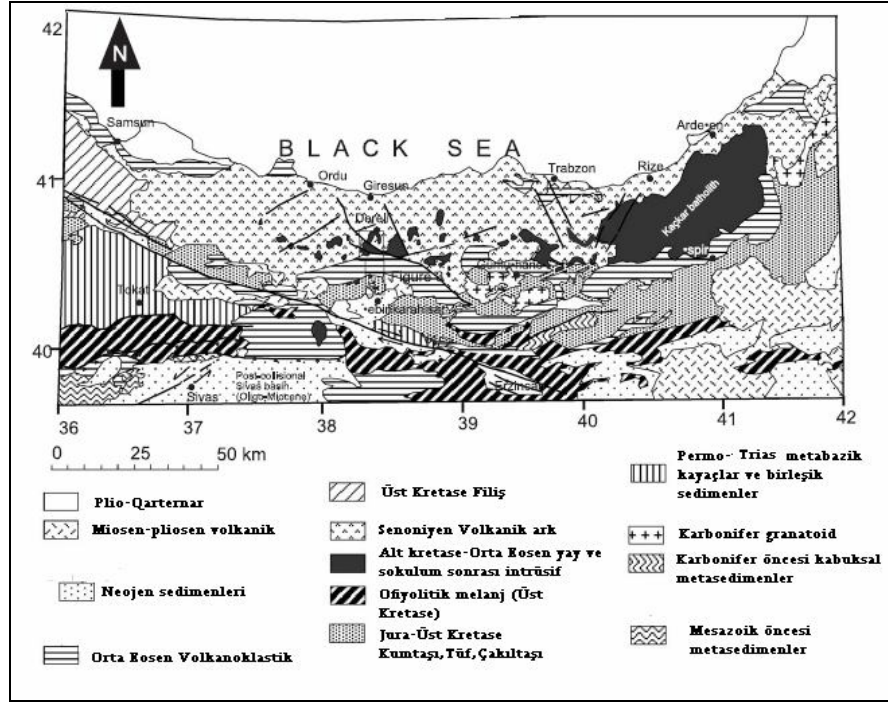 42
N
Samsun
BLACK SEA
Arde•en
41
Ordu
Giresun
Trabzon
Rize
Dereli
Kaçkar batholith
•spir
Tokat
40
Post-collisional
Sivas basin
(Oligo-Miocene)
Sivas
36
37
38
39
40
41
42
0 25 50 km
Plio-Qarternar
Miosen-pliosen volkanik
Neojen sedimenleri
Orta Eosen Volkanoklastik
Üst Kretase Filiş
Senoniyen Volkanik ark
Alt kretase-Orta Eosen yay ve
sokulum sonrası intrüsif
Ofiyolitik melanj (Üst
Kretase)
Jura-Üst Kretase
Kumtaşı,Tüf,Çakıltaşı
Permo-Trias metabazik
kayaçlar ve birleşik
sedimenler
Karbonifer granatoid
Karbonifer öncesi kabuksal
metasedimenler
Mesazoik öncesi
metasedimenler